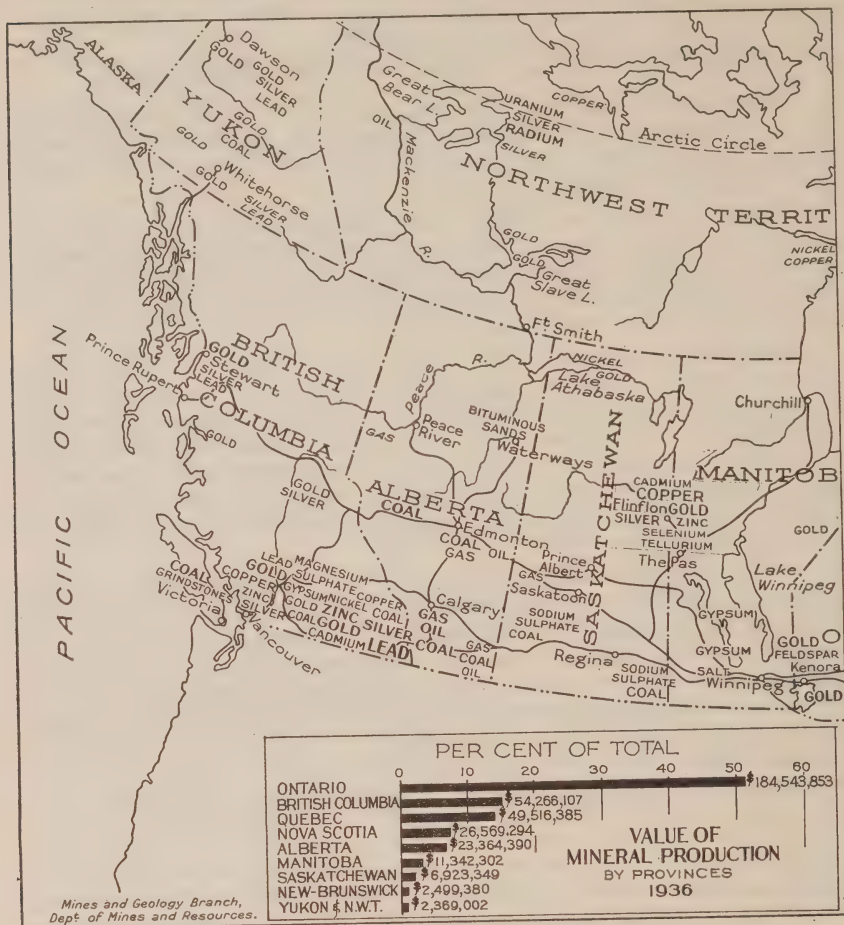 ALASKA
Dawson
GOLD
GOLD
GOLD
SILVER
LEAD
YUKON
GOLD
COAL
GOLD
Whitehorse
GOLD SILVER
LEAD
Great
Bear L.
OIL
Mackenzie
R.
URANIUM
SILVER
RADIUM
SILVER
COPPER
Arctic Circle
NORTHWEST TERRIT
GOLD
GOLD
Great
Slave L.
NICKEL
COPPER
Ft Smith
PACIFIC OCEAN
Prince Rupert
GOLD
Stewart
SILVER
LEAD
BRITISH
COLUMBIA
GOLD
GOLD
SILVER
Peace R.
Peace
River
GAS
BITUMINOUS
SANDS
Waterways
NICKEL
GOLD
Lake
Athabaska
Churchill
ALBERTA
COAL
Edmonton
COAL OIL
GAS
SASKATCHEWAN
Prince
Albert
GAS
Saskatoon
SODIUM
SULPHATE
COAL
MANITOB
CADMIUM
COPPER
Flinflon GOLD
SILVER ZINC
SELENIUM
TELLURIUM
The Pas
GOLD
Lake
Winnipeg
GYPSUM
GYPSUM
GOLD
FELDSPAR
Kenora
GOLD
COAL
GRINDSTONES
Victoria
Vancouver
LEAD
GOLD
COPPER
ZINC
SILVER
MAGNESIUM
SULPHATE COPPER
GYPSUM NICKEL COAL
GOLD ZINC SILVER
COAL GOLD LEAD
CADMIUM
Calgary
GAS
OIL
COAL
GAS
COAL
OIL
Regina
SODIUM
SULPHATE
COAL
SALT
Winnipeg
PER CENT OF TOTAL
0 10 20 30 40 50 60
ONTARIO $184,543,853
BRITISH COLUMBIA $54,266,107
QUEBEC $49,516,385
NOVA SCOTIA $26,569,294
ALBERTA $23,364,390
MANITOBA $11,342,302
SASKATCHEWAN $6,923,349
NEW-BRUNSWICK $2,499,380
YUKON & N.W.T. $2,369,002
VALUE OF
MINERAL PRODUCTION
BY PROVINCES
1936
Mines and Geology Branch,
Dept of Mines and Resources.